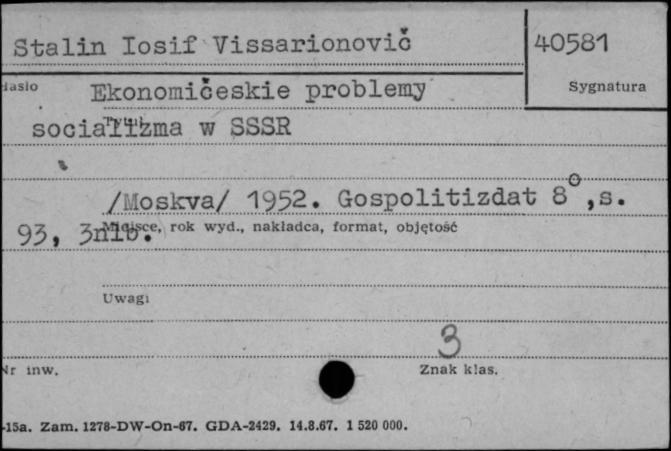 Stalin Iosif Vissarionovič
40581
Hasło
Sygnatura
Ekonomičeskie problemy
socializma w SSSR
Tytuł
/Moskva/ 1952. Gospolitizdat 8°,s.
93, 3nlb.
Miejsce, rok wyd., nakładca, format, objętość
Uwagi
3
Nr inw.
Znak klas.
-15a. Zam. 1278-DW-On-67. GDA-2429. 14.8.67. 1 520 000.